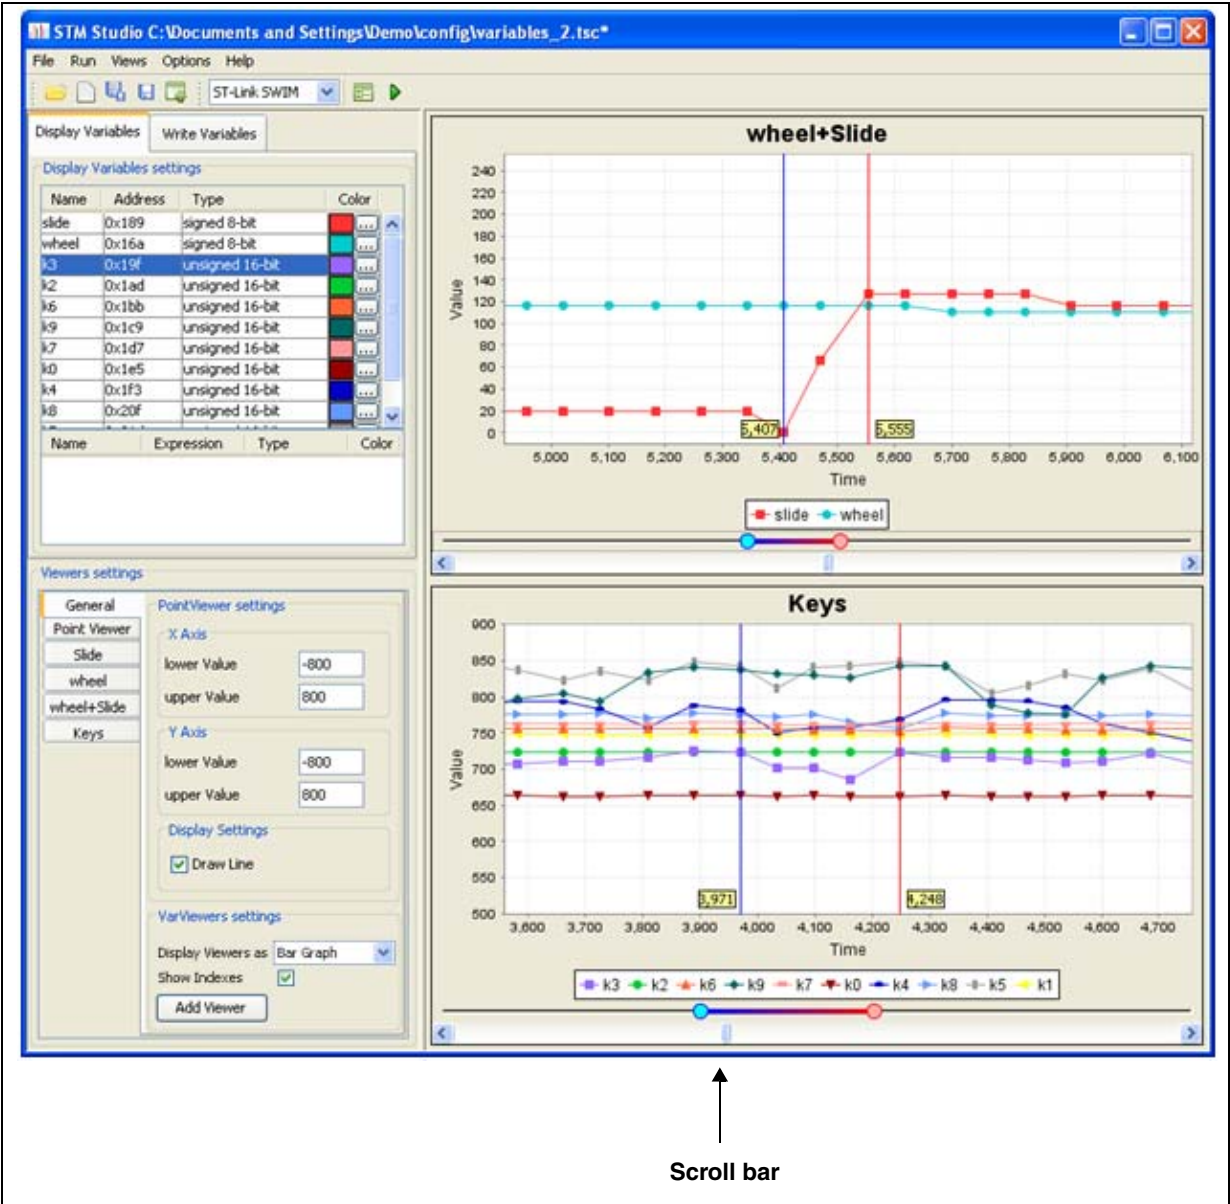 STM Studio C:\Documents and Settings\Demo\config\variables_2.tsc*
File Run Views Options Help
ST-Link SWIM
Display Variables Write Variables
Display Variables settings
Name Address Type Color
slide 0x189 signed 8-bit ...
wheel 0x16a signed 8-bit ...
k3 0x19f unsigned 16-bit ...
k2 0x1ad unsigned 16-bit ...
k6 0x1bb unsigned 16-bit ...
k9 0x1c9 unsigned 16-bit ...
k7 0x1d7 unsigned 16-bit ...
k0 0x1e5 unsigned 16-bit ...
k4 0x1f3 unsigned 16-bit ...
k8 0x20f unsigned 16-bit ...
Name Expression Type Color
Viewers settings
General
Point Viewer
Slide
wheel
wheel+Slide
Keys
PointViewer settings
X Axis
lower Value -800
upper Value 800
Y Axis
lower Value -800
upper Value 800
Display Settings
Draw Line
VarViewers settings
Display Viewers as Bar Graph
Show Indexes
Add Viewer
wheel+Slide
Value
240
220
200
180
160
140
120
100
80
60
40
20
0
5,407 5,555
5,000 5,100 5,200 5,300 5,400 5,500 5,600 5,700 5,800 5,900 6,000 6,100
Time
slide wheel
Keys
Value
900
850
800
750
700
650
600
550
500
3,971 4,248
3,600 3,700 3,800 3,900 4,000 4,100 4,200 4,300 4,400 4,500 4,600 4,700
Time
k3 k2 k6 k9 k7 k0 k4 k8 k5 k1
Scroll bar